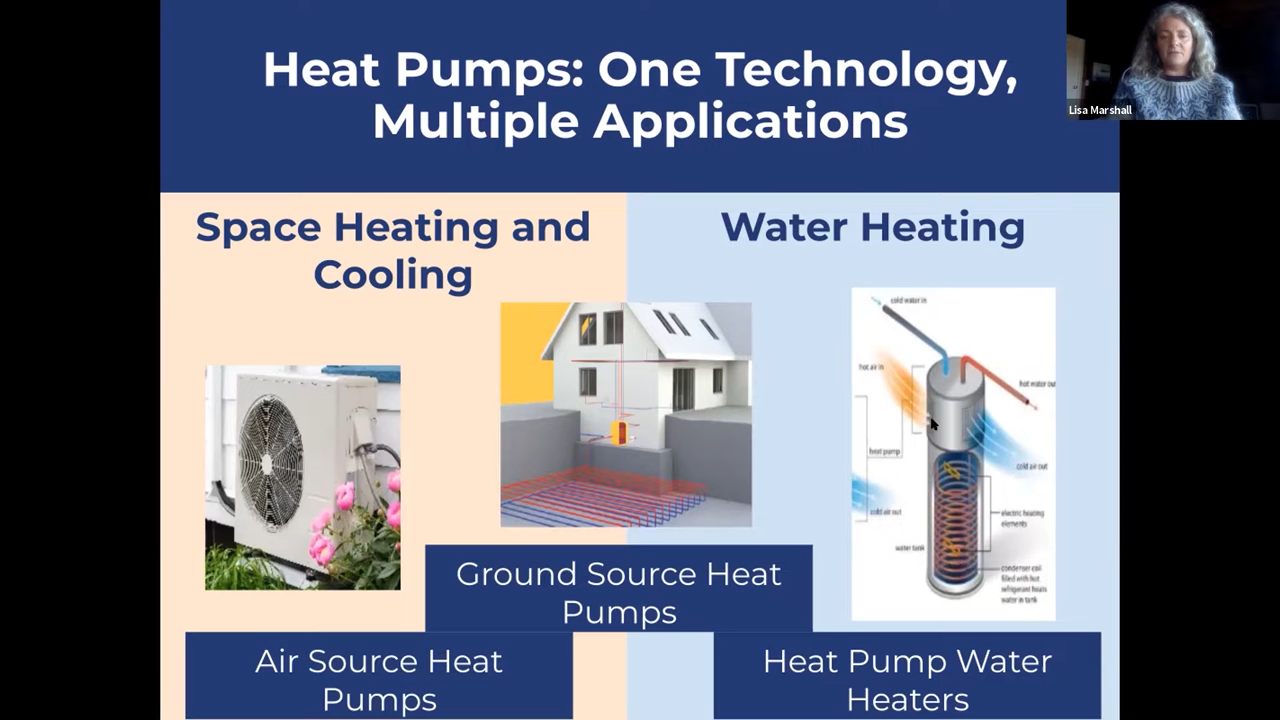 Heat Pumps: One Technology,
Multiple Applications
Lisa Marshall
Space Heating and
Cooling
Water Heating
cold water in
hot air in
hot water out
heat pump
cold air out
cold air out
electric heating
elements
water tank
condenser coil
filled with hot
refrigerant heats
water in tank
Ground Source Heat
Pumps
Air Source Heat
Pumps
Heat Pump Water
Heaters